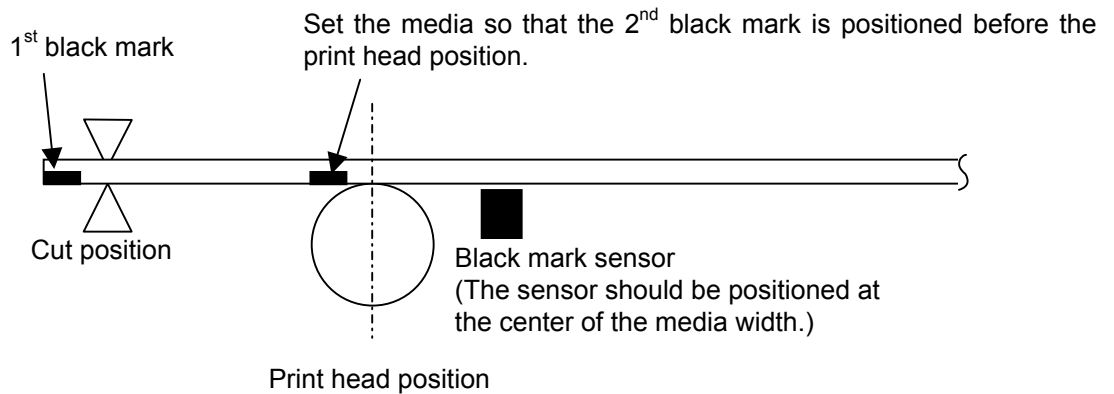 1st black mark
Set the media so that the 2nd black mark is positioned before the
print head position.
Cut position
Black mark sensor
(The sensor should be positioned at
the center of the media width.)
Print head position